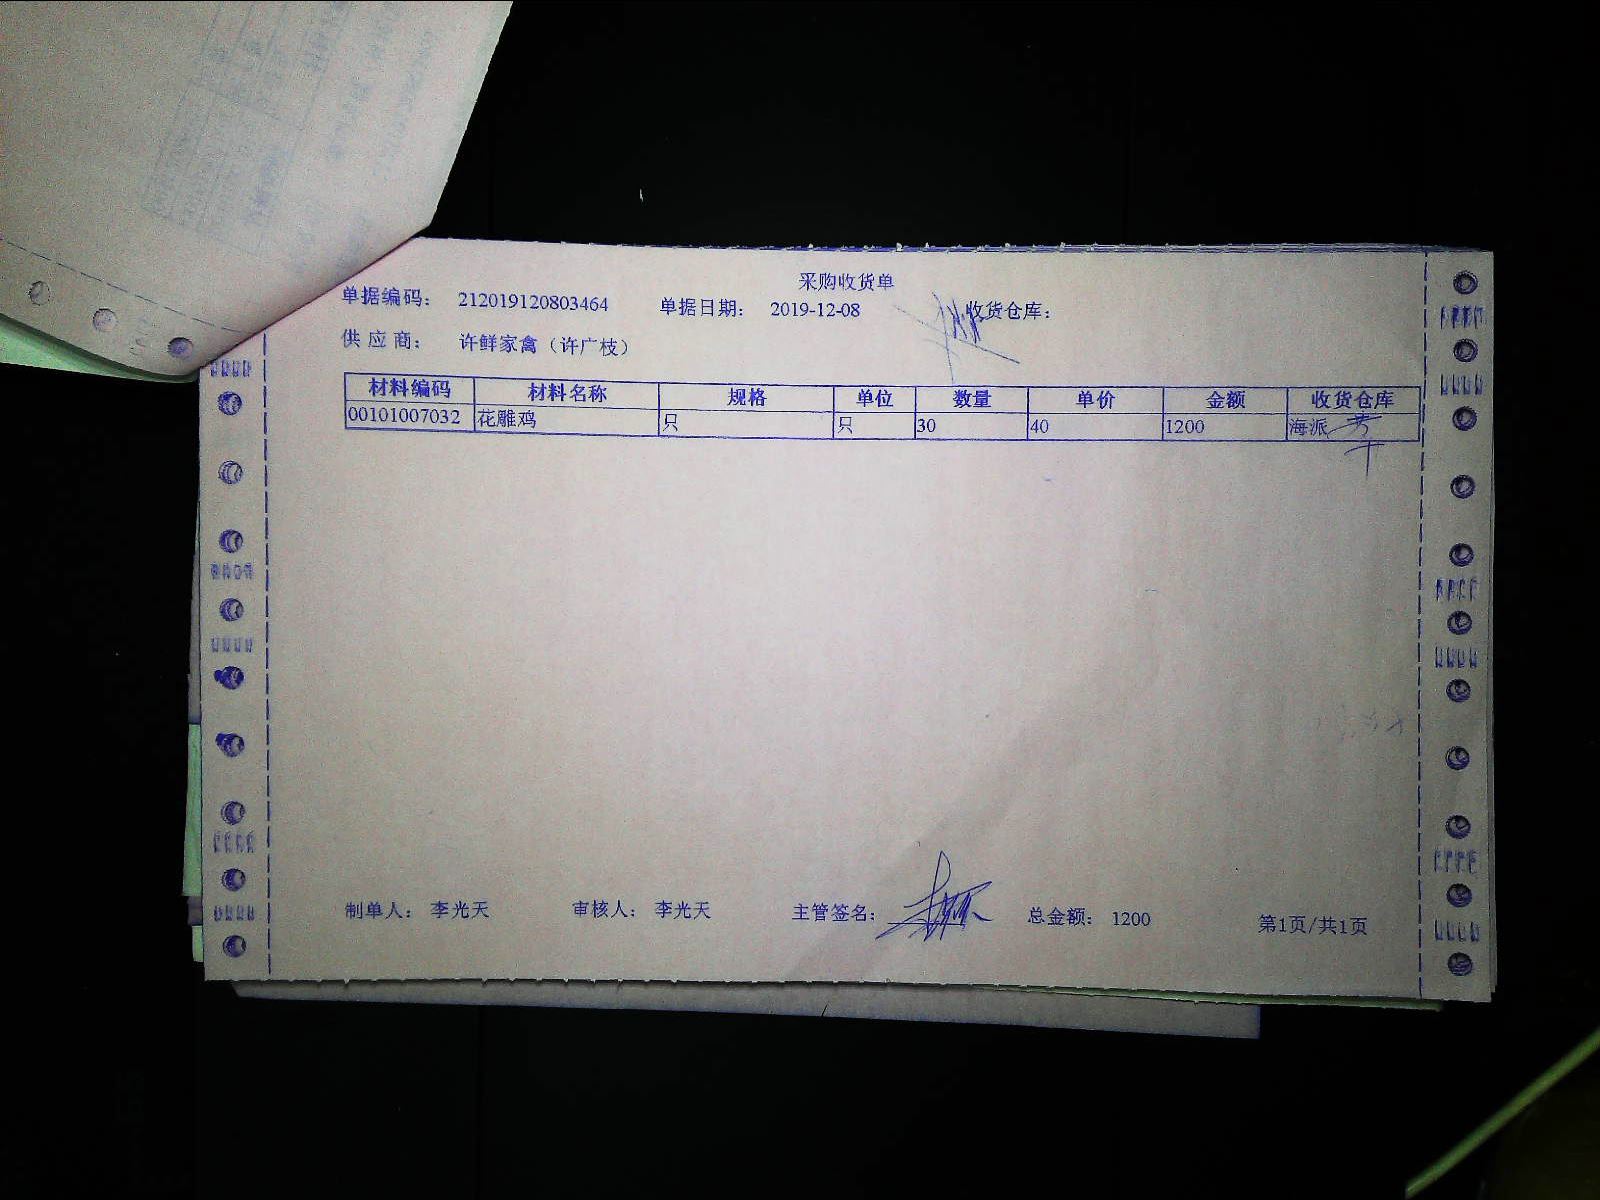 采购收货单
单据编码： 212019120803464 单据日期： 2019-12-08 收货仓库：
供应商： 许鲜家禽（许广枝）
材料编码 材料名称 规格 单位 数量 单价 金额 收货仓库
00101007032 花雕鸡 只 只 30 40 1200 海派
制单人： 李光天 审核人： 李光天 主管签名： 总金额： 1200 第1页/共1页